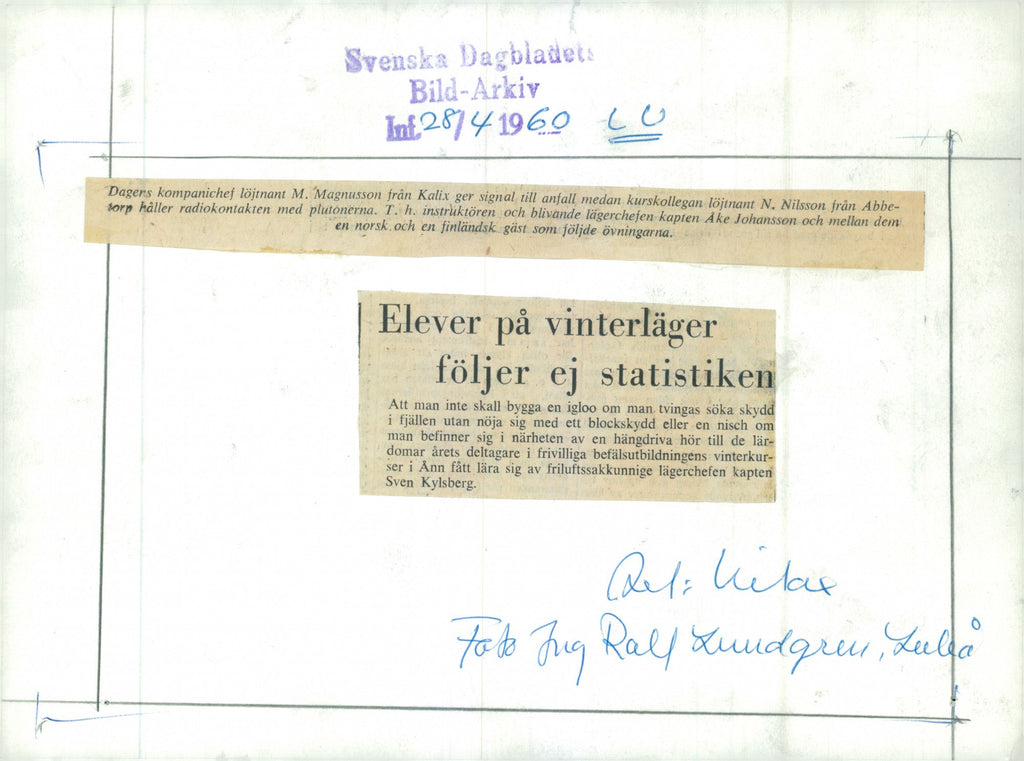 Svenska Dagbladets
Bild-Arkiv
Inf. 28/4 1960 LU
Dagens kompanichef löjtnant M. Magnusson från Kalix ger signal till anfall medan kurskollegan löjtnant N. Nilsson från Abbe-
torp håller radiokontakten med plutonerna. T. h. instruktören och blivande lägerchefen kapten Åke Johansson och mellan dem
en norsk och en finländsk gäst som följde övningarna.
Elever på vinterläger
följer ej statistiken
Att man inte skall bygga en igloo om man tvingas söka skydd
i fjällen utan nöja sig med ett blockskydd eller en nisch om
man befinner sig i närheten av en hängdriva hör till de lär-
domar årets deltagare i frivilliga befälsutbildningens vinterkur-
ser i Ånn fått lära sig av friluftssakkunnige lägerchefen kapten
Sven Kylsberg.
Foto Ing Ralf Lundgren, Luleå